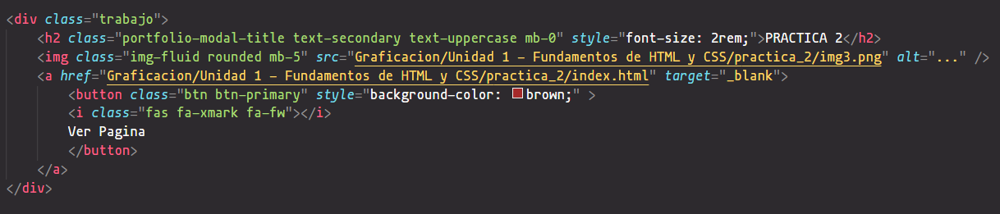 <div class="trabajo">
<h2 class="portfolio-modal-title text-secondary text-uppercase mb-0" style="font-size: 2rem;">PRACTICA 2</h2>
<img class="img-fluid rounded mb-5" src="Graficacion/Unidad 1 – Fundamentos de HTML y CSS/practica_2/img3.png" alt="..." />
<a href="Graficacion/Unidad 1 – Fundamentos de HTML y CSS/practica_2/index.html" target="_blank">
<button class="btn btn-primary" style="background-color: brown;" >
<i class="fas fa-xmark fa-fw"></i>
Ver Pagina
</button>
</a>
</div>